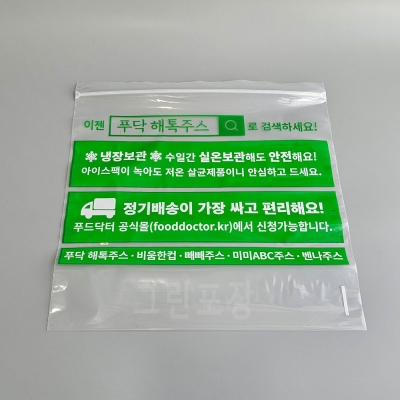 이젠 푸닥 해톡주스 로 검색하세요!
냉장보관 수일간 실온보관해도 안전해요!
아이스팩이 녹아도 저온 살균제품이니 안심하고 드세요.
정기배송이 가장 싸고 편리해요!
푸드닥터 공식몰(fooddoctor.kr)에서 신청가능합니다.
푸닥 해톡주스 · 비움한컵 · 빼빼주스 · 미미ABC주스 · 벤나주스
그린포장